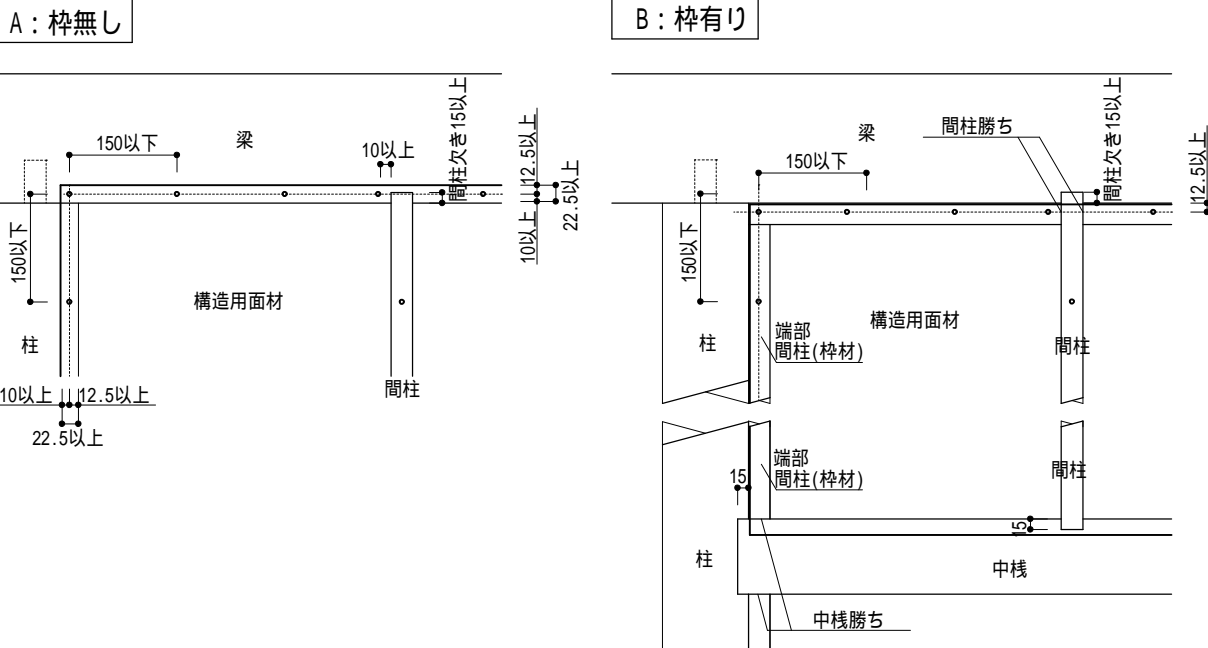 A：枠無し
150以下
梁
10以上
間柱欠き15以上
12.5以上
22.5以上
10以上
150以下
構造用面材
柱
間柱
10以上
12.5以上
22.5以上
B：枠有り
梁
間柱勝ち
間柱欠き15以上
12.5以上
150以下
150以下
構造用面材
柱
端部
間柱(枠材)
間柱
端部
間柱(枠材)
間柱
15
15
柱
中桟
中桟勝ち